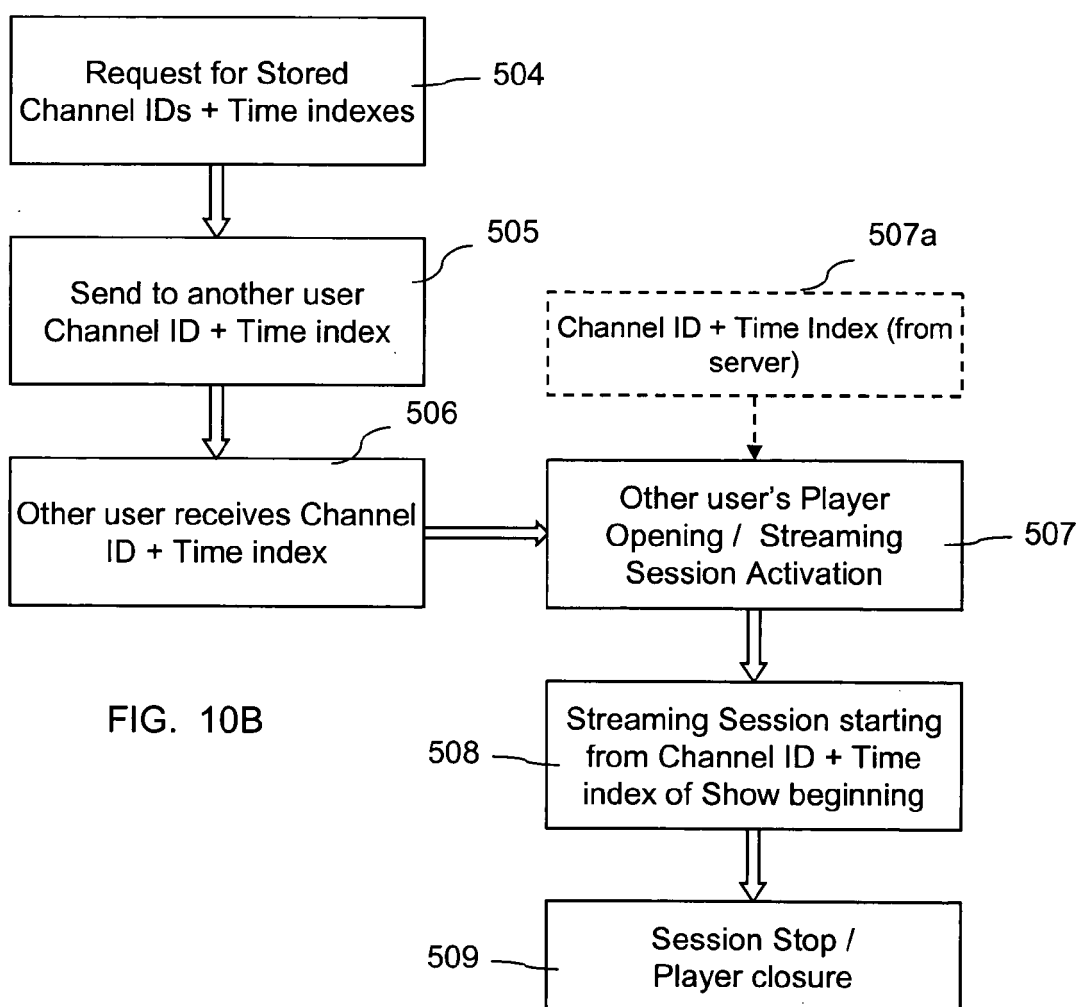 Request for Stored
Channel IDs + Time indexes
504
Send to another user
Channel ID + Time index
505
507a
Channel ID + Time Index (from
server)
506
Other user receives Channel
ID + Time index
Other user's Player
Opening / Streaming
Session Activation
507
FIG. 10B
508
Streaming Session starting
from Channel ID + Time
index of Show beginning
509
Session Stop /
Player closure